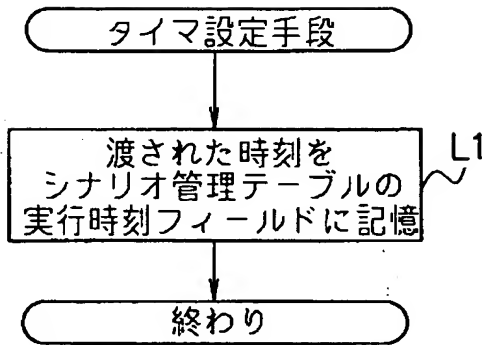 タイマ設定手段
渡された時刻を
シナリオ管理テーブルの
実行時刻フィールドに記憶
L1
終わり